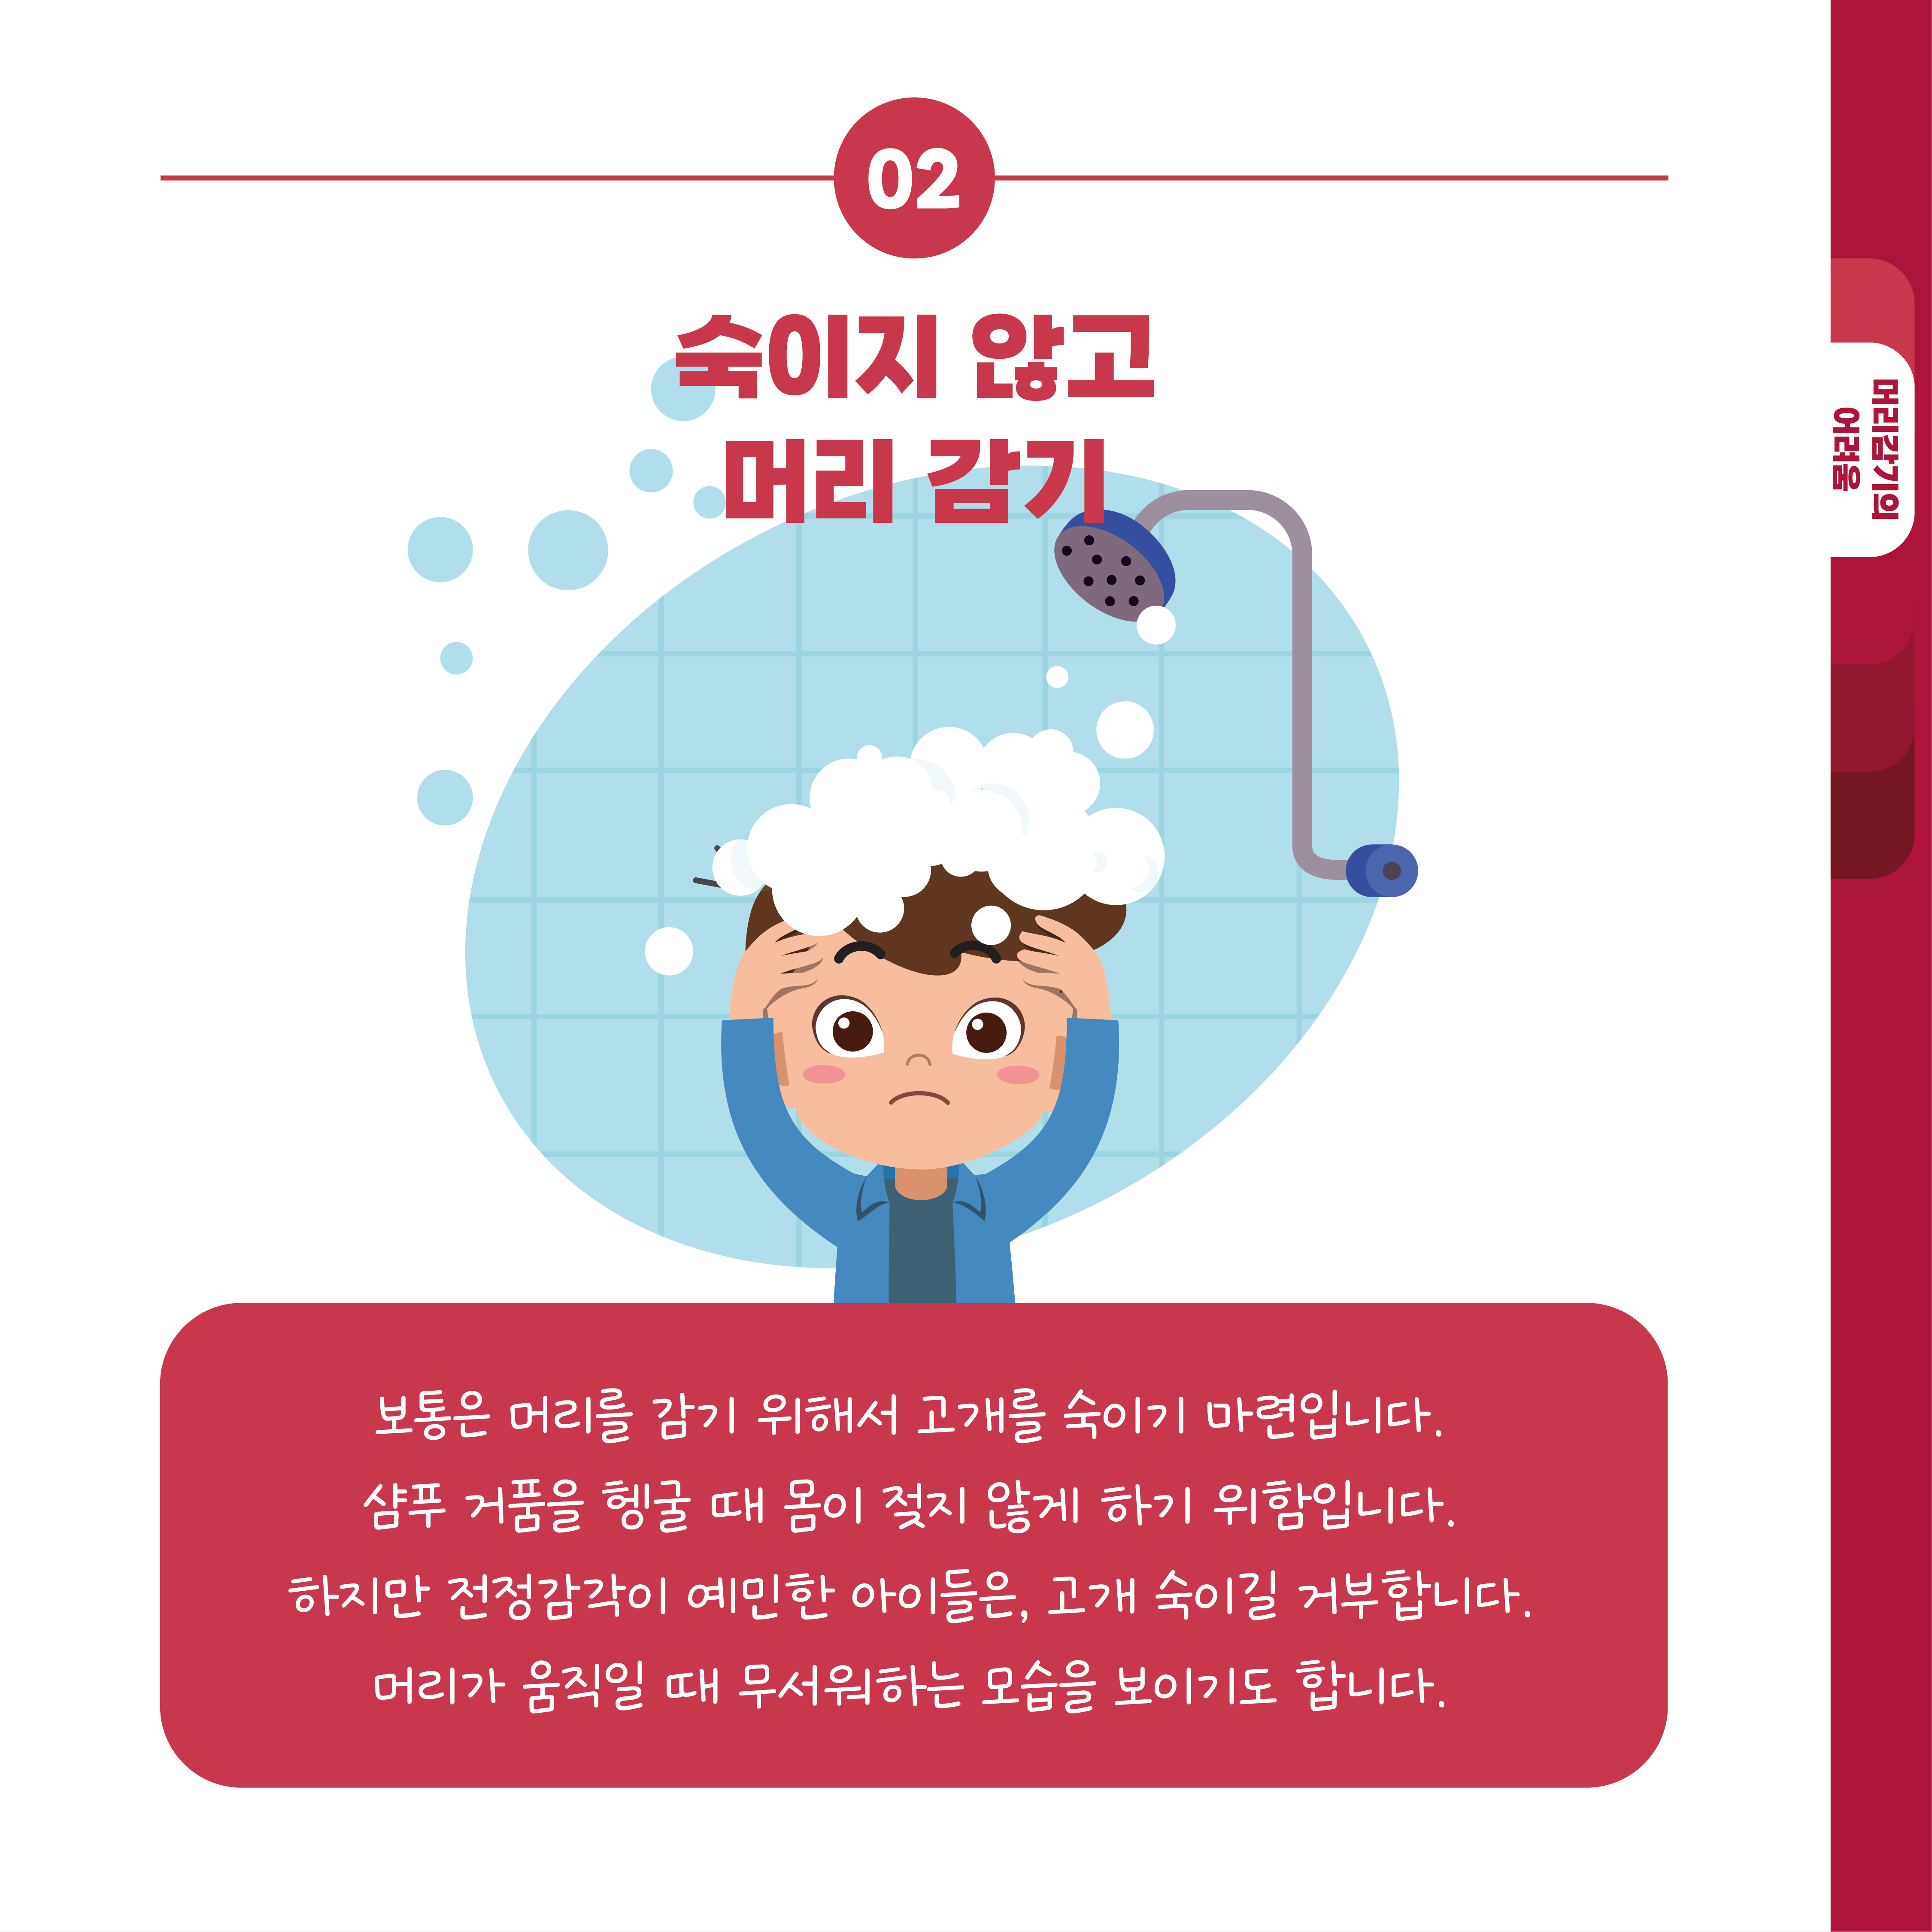 02
숙이지 않고
머리 감기
머리감기의
어려움
보통은 머리를 감기 위해서 고개를 숙이기 마련입니다.
샴푸 거품을 헹굴 때 몸이 젖지 않게 하기 위함입니다.
하지만 전정감각이 예민한 아이들은, 고개 숙이길 거부합니다.
머리가 움직일 때 무서워하는 모습을 보이기도 합니다.